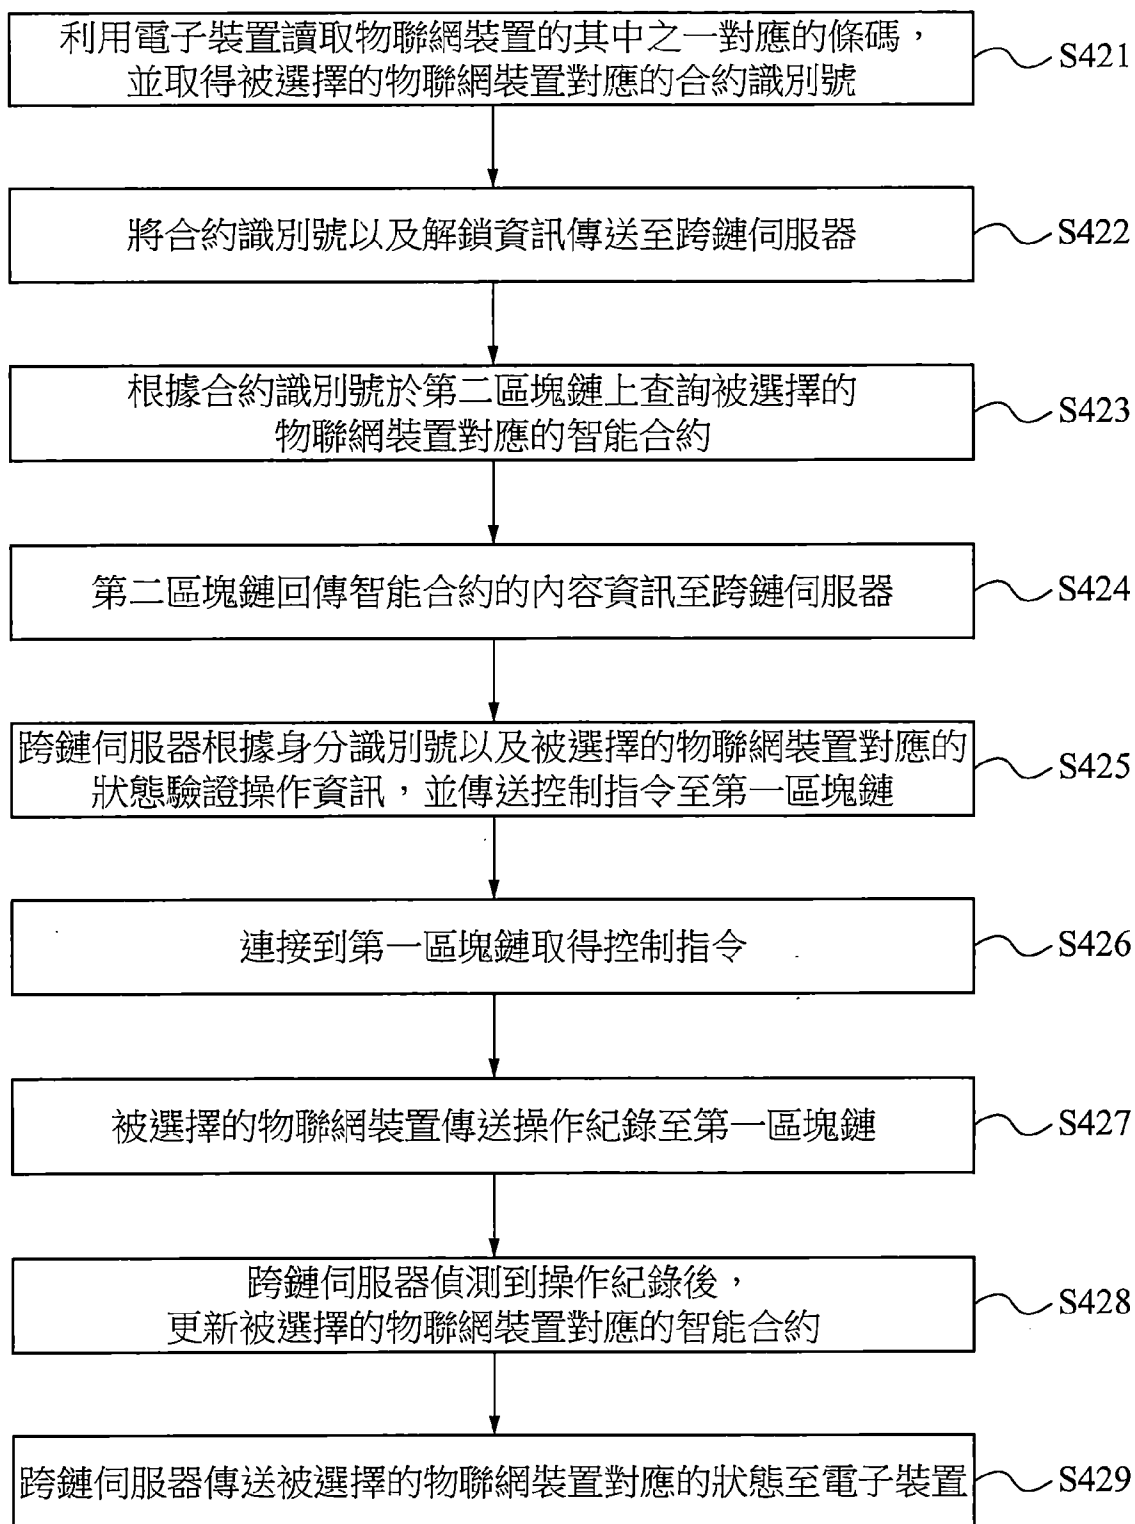 利用電子裝置讀取物聯網裝置的其中之一對應的條碼，
並取得被選擇的物聯網裝置對應的合約識別號
S421
將合約識別號以及解鎖資訊傳送至跨鏈伺服器
S422
根據合約識別號於第二區塊鏈上查詢被選擇的
物聯網裝置對應的智能合約
S423
第二區塊鏈回傳智能合約的內容資訊至跨鏈伺服器
S424
跨鏈伺服器根據身分識別號以及被選擇的物聯網裝置對應的
狀態驗證操作資訊，並傳送控制指令至第一區塊鏈
S425
連接到第一區塊鏈取得控制指令
S426
被選擇的物聯網裝置傳送操作紀錄至第一區塊鏈
S427
跨鏈伺服器偵測到操作紀錄後，
更新被選擇的物聯網裝置對應的智能合約
S428
跨鏈伺服器傳送被選擇的物聯網裝置對應的狀態至電子裝置
S429